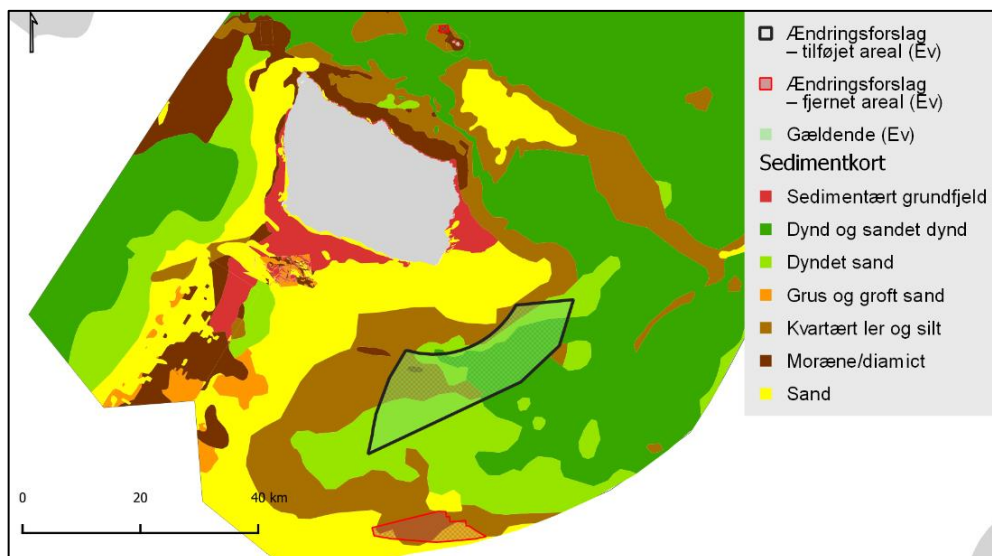 Ændringsforslag
– tilføjet areal (Ev)
Ændringsforslag
– fjernet areal (Ev)
Gældende (Ev)
Sedimentkort
Sedimentært grundfjeld
Dynd og sandet dynd
Dyndet sand
Grus og groft sand
Kvartært ler og silt
Moræne/diamict
Sand
0 20 40 km